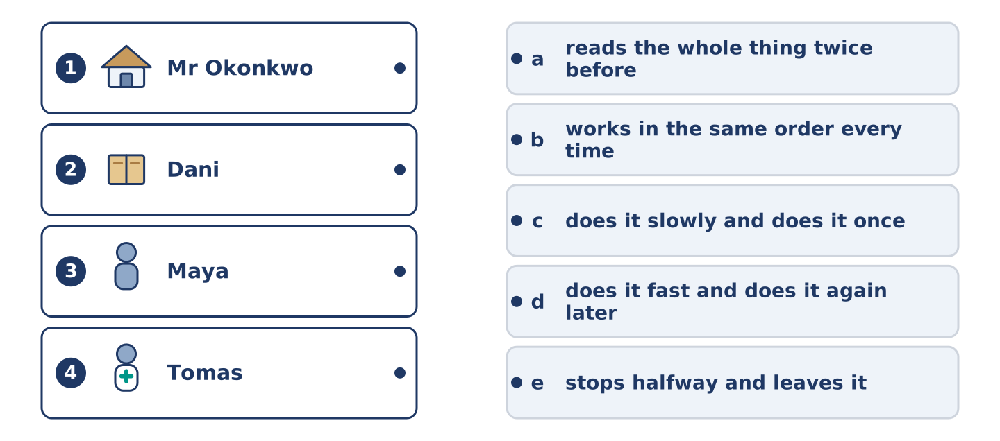 1 Mr Okonkwo
2 Dani
3 Maya
4 Tomas
a reads the whole thing twice
before
b works in the same order every
time
c does it slowly and does it once
d does it fast and does it again
later
e stops halfway and leaves it